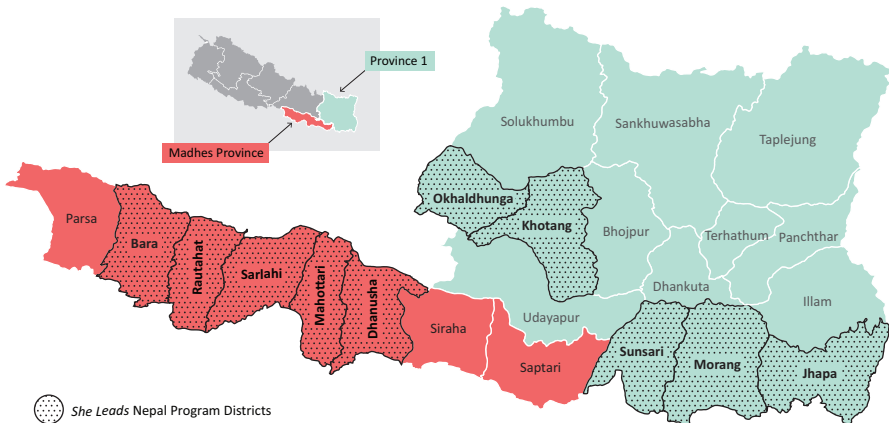 Province 1
Madhes Province
Solukhumbu
Sankhuwasabha
Taplejung
Okhaldhunga
Khotang
Bhojpur
Terhathum
Panchthar
Parsa
Bara
Rautahat
Sarlahi
Mahottari
Dhanusha
Siraha
Saptari
Udayapur
Dhankuta
Illam
Sunsari
Morang
Jhapa
She Leads Nepal Program Districts